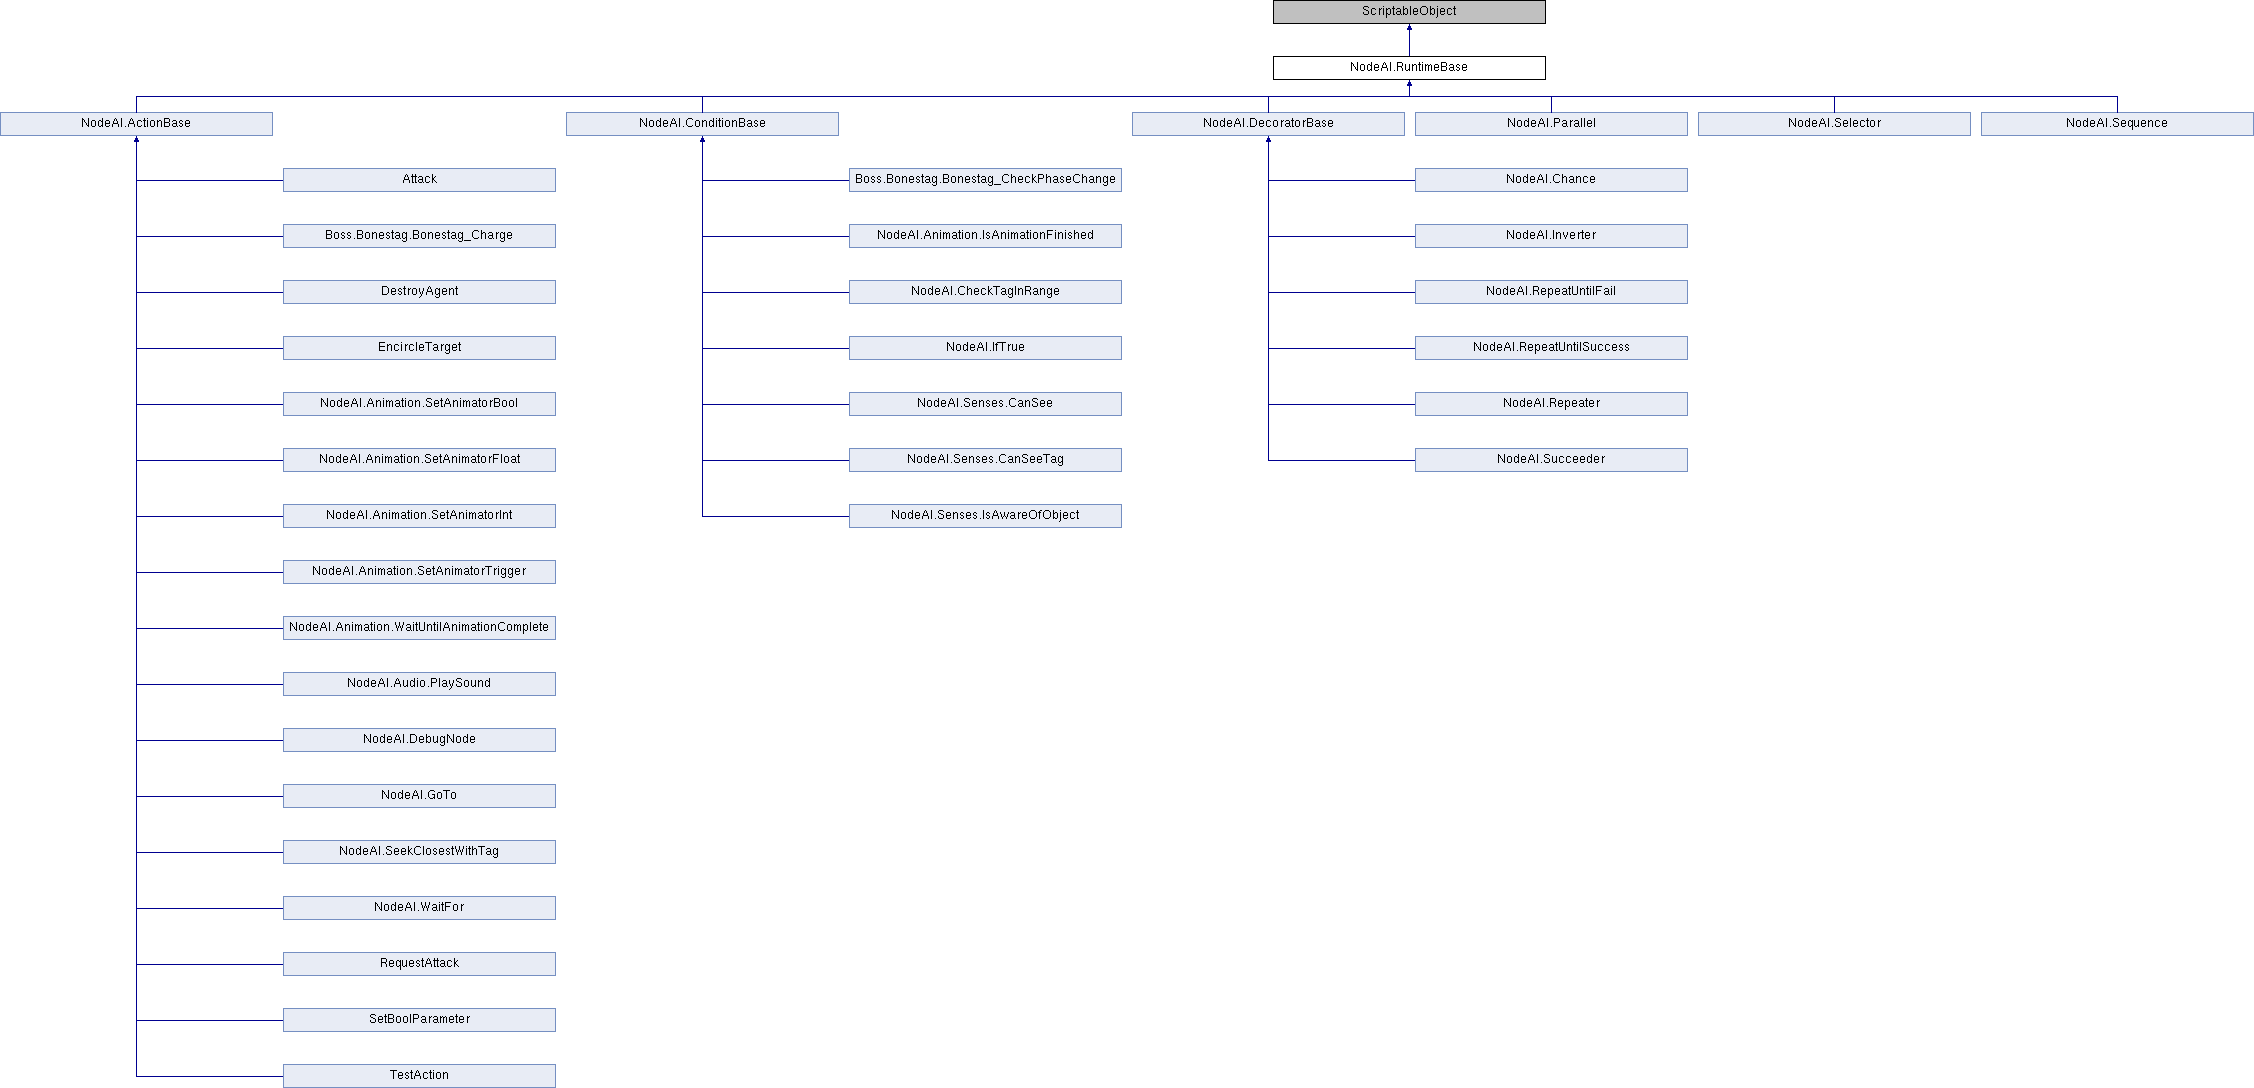 ScriptableObject
NodeAI.RuntimeBase
NodeAI.ActionBase
NodeAI.ConditionBase
NodeAI.DecoratorBase
NodeAI.Parallel
NodeAI.Selector
NodeAI.Sequence
Attack
Boss.Bonestag.Bonestag_CheckPhaseChange
NodeAI.Chance
Boss.Bonestag.Bonestag_Charge
NodeAI.Animation.IsAnimationFinished
NodeAI.Inverter
DestroyAgent
NodeAI.CheckTagInRange
NodeAI.RepeatUntilFail
EncircleTarget
NodeAI.IfTrue
NodeAI.RepeatUntilSuccess
NodeAI.Animation.SetAnimatorBool
NodeAI.Senses.CanSee
NodeAI.Repeater
NodeAI.Animation.SetAnimatorFloat
NodeAI.Senses.CanSeeTag
NodeAI.Succeeder
NodeAI.Animation.SetAnimatorInt
NodeAI.Senses.IsAwareOfObject
NodeAI.Animation.SetAnimatorTrigger
NodeAI.Animation.WaitUntilAnimationComplete
NodeAI.Audio.PlaySound
NodeAI.DebugNode
NodeAI.GoTo
NodeAI.SeekClosestWithTag
NodeAI.WaitFor
RequestAttack
SetBoolParameter
TestAction